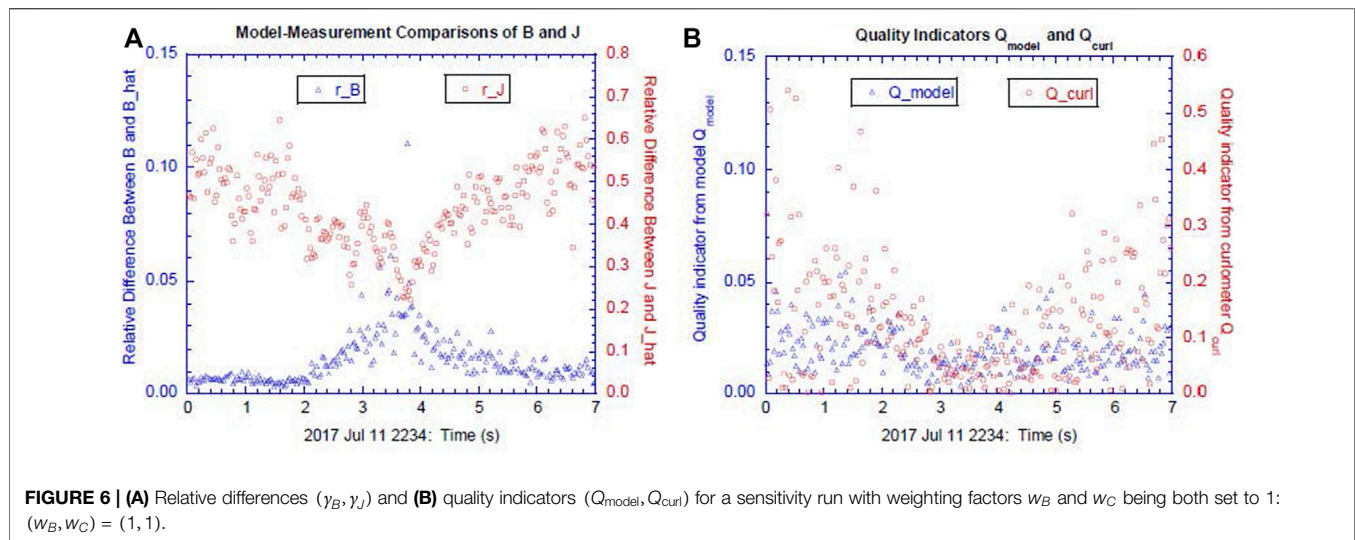 A
Model-Measurement Comparisons of B and J
0.15
0.10
0.05
0.00
Relative Difference Between B and B_hat
r_B
r_J
0.8
0.7
0.6
0.5
0.4
0.3
0.2
0.1
0.0
Relative Difference Between J and J_hat
0 1 2 3 4 5 6 7
2017 Jul 11 2234: Time (s)
B
Quality Indicators Q_model and Q_curl
0.15
0.10
0.05
0.00
Quality indicator from model Q_model
Q_model
Q_curl
0.6
0.5
0.4
0.3
0.2
0.1
0.0
Quality indicator from curlometer Q_curl
0 1 2 3 4 5 6 7
2017 Jul 11 2234: Time (s)
FIGURE 6 | (A) Relative differences (γ_B, γ_J) and (B) quality indicators (Q_model, Q_curl) for a sensitivity run with weighting factors w_B and w_C being both set to 1:
(w_B, w_C) = (1, 1).